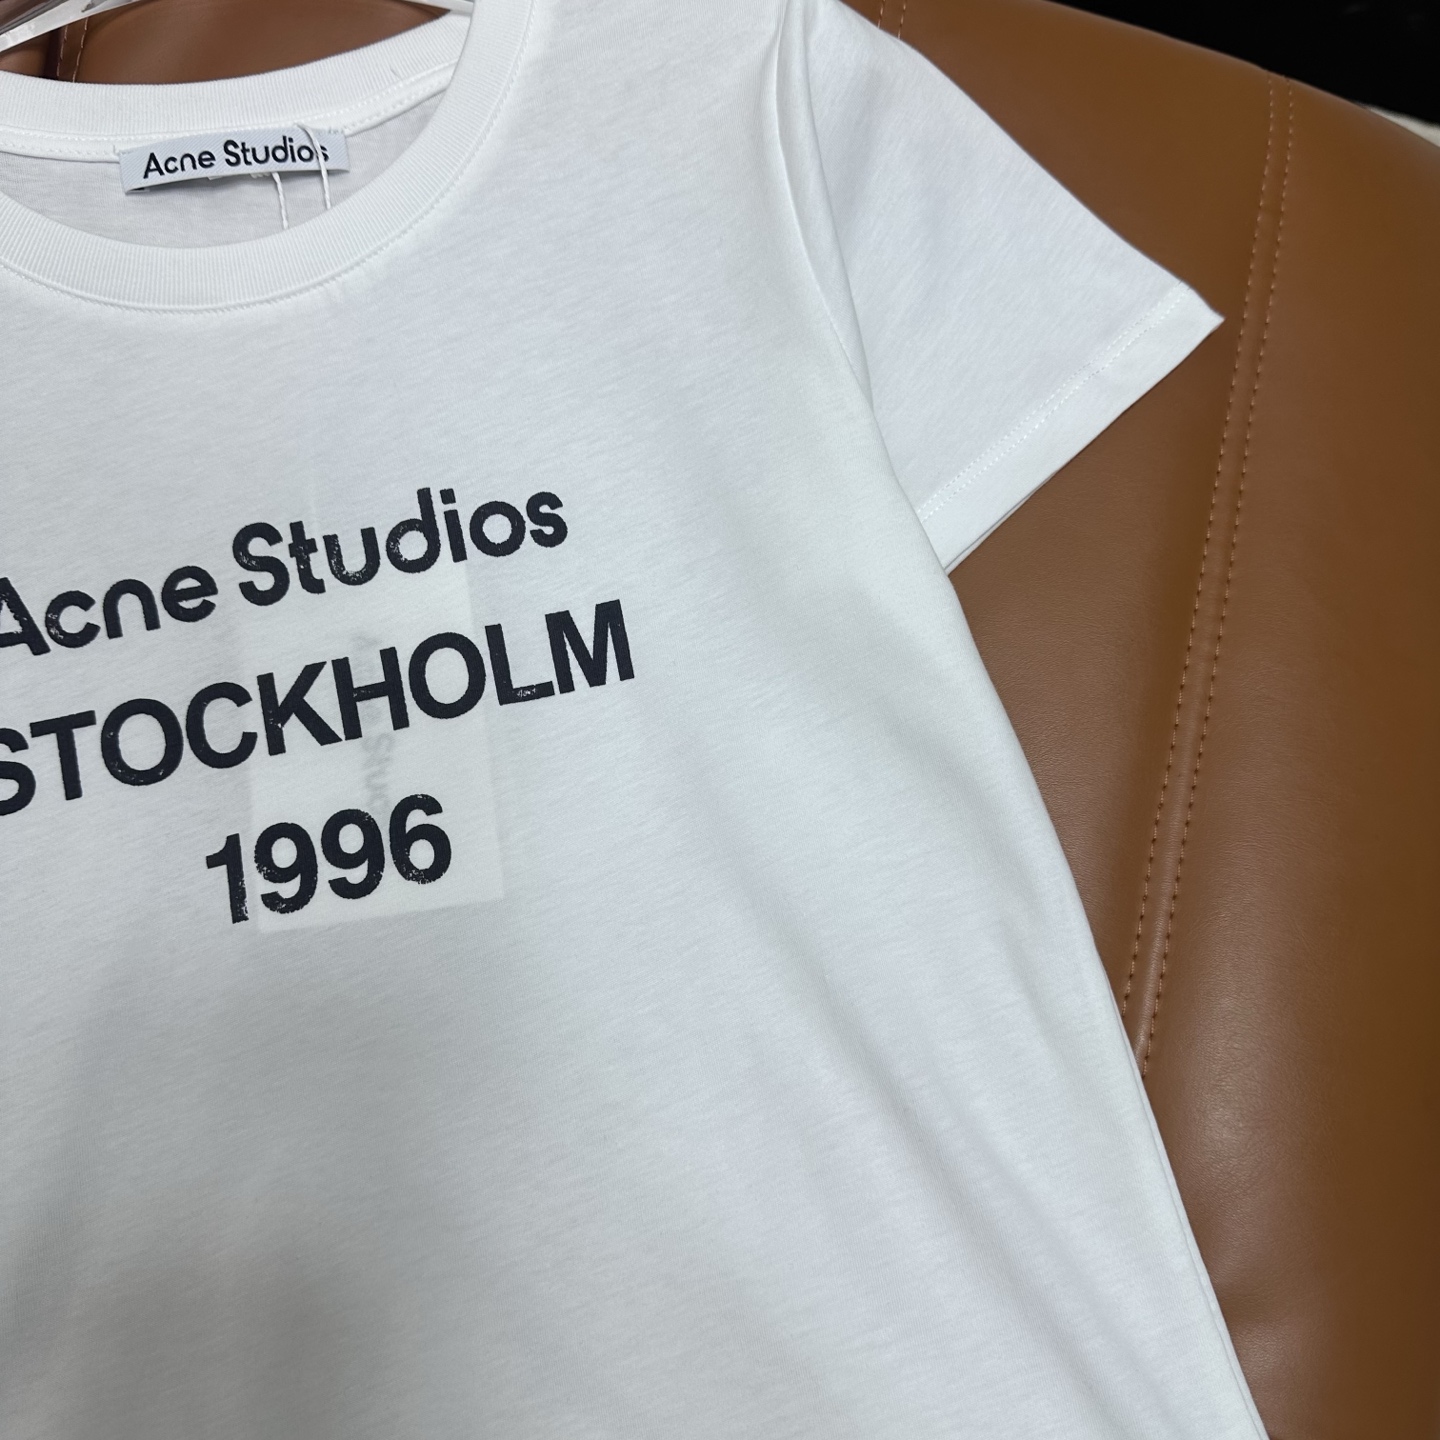 Acne Studios
Acne Studios
STOCKHOLM
1996